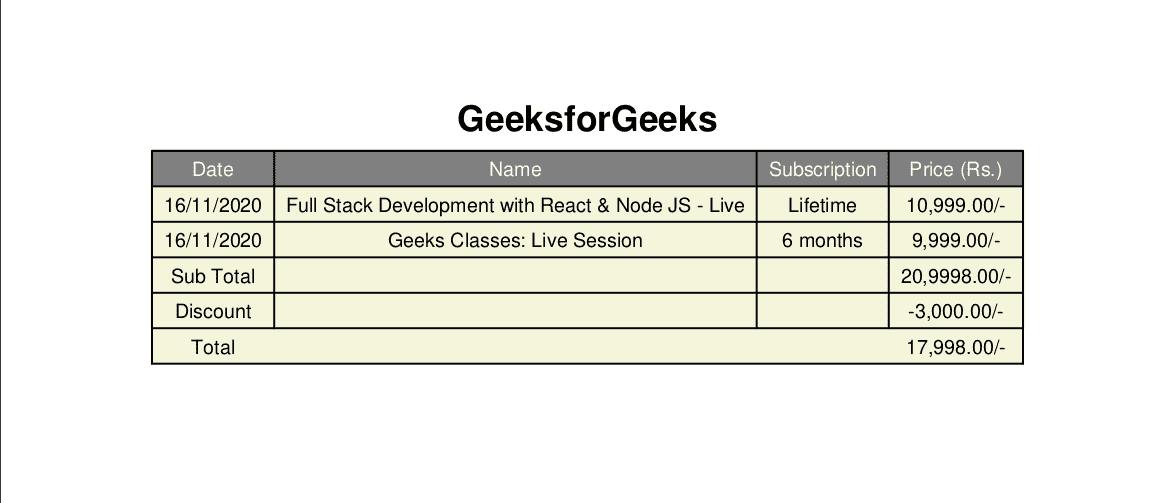 GeeksforGeeks
Date Name Subscription Price (Rs.)
16/11/2020 Full Stack Development with React & Node JS - Live Lifetime 10,999.00/-
16/11/2020 Geeks Classes: Live Session 6 months 9,999.00/-
Sub Total 20,9998.00/-
Discount -3,000.00/-
Total 17,998.00/-